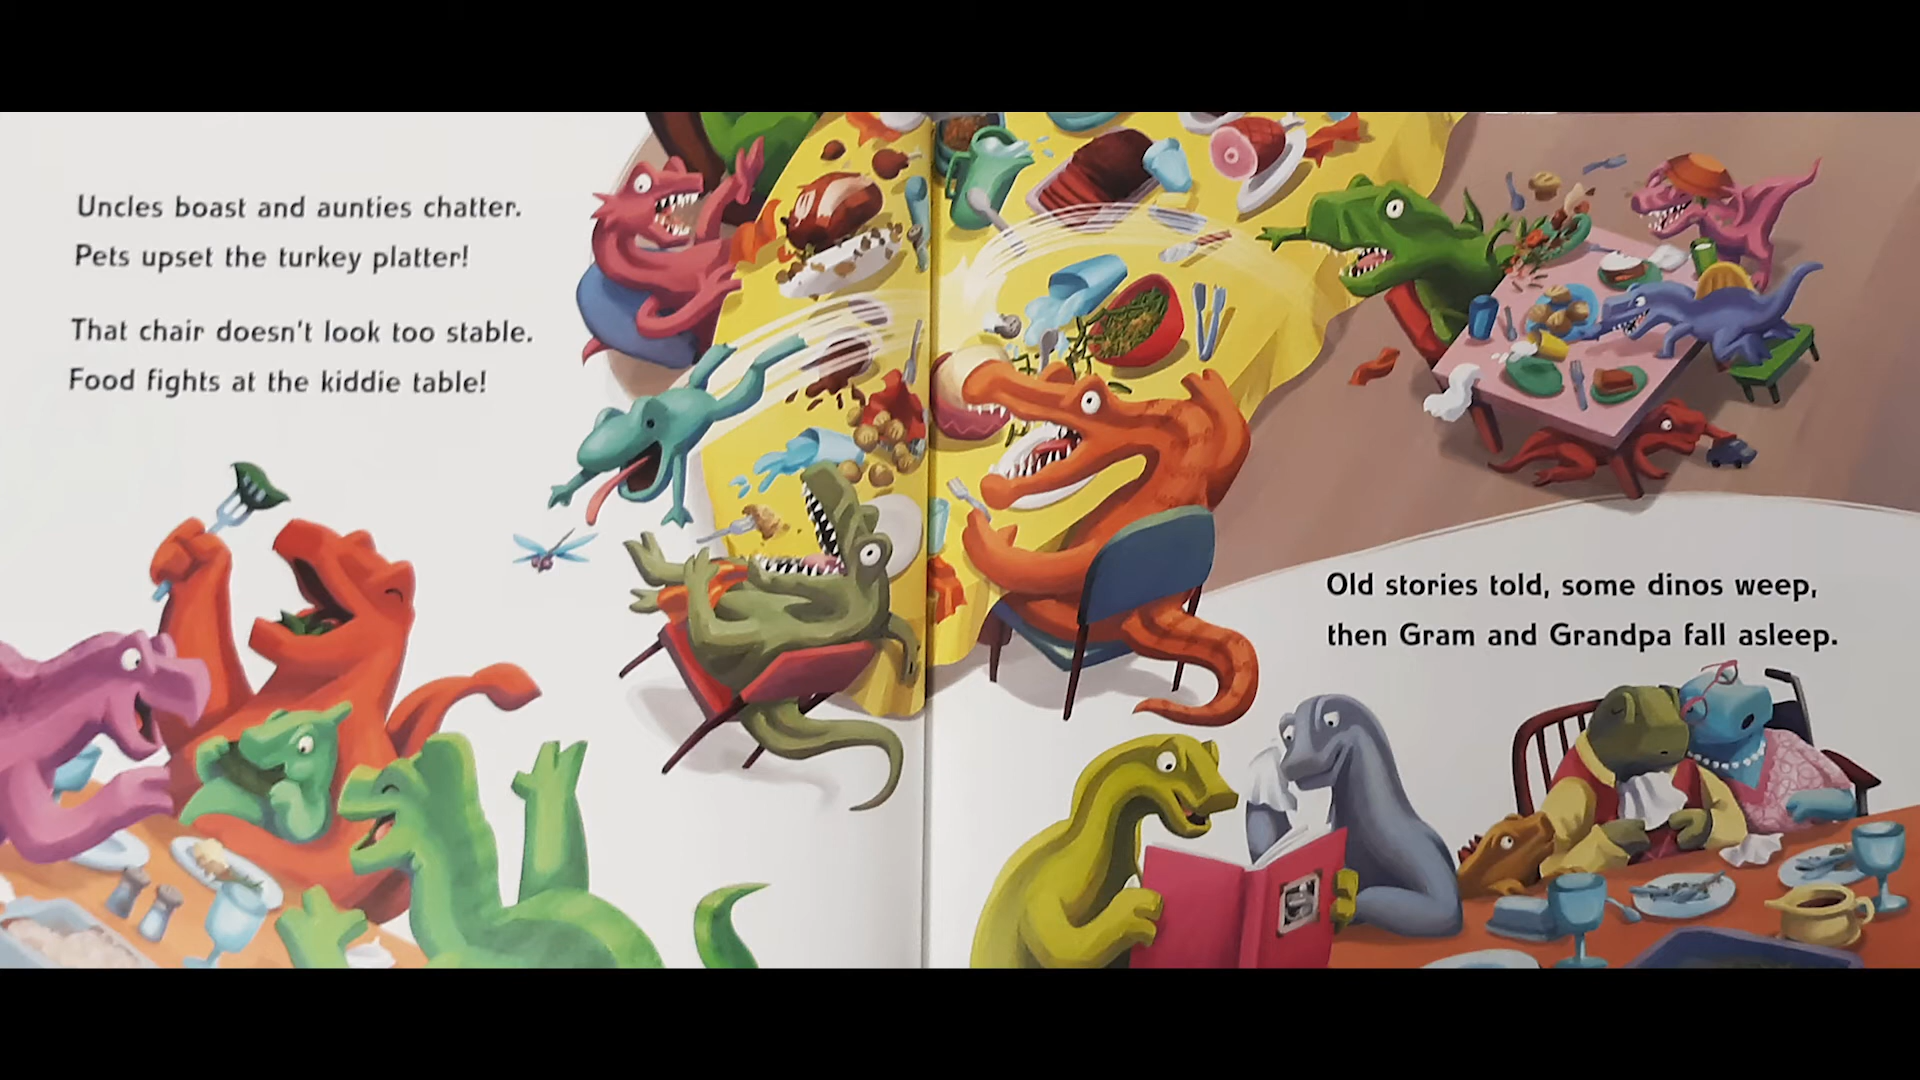 Uncles boast and aunties chatter.
Pets upset the turkey platter!
That chair doesn't look too stable.
Food fights at the kiddie table!
Old stories told, some dinos weep,
then Gram and Grandpa fall asleep.